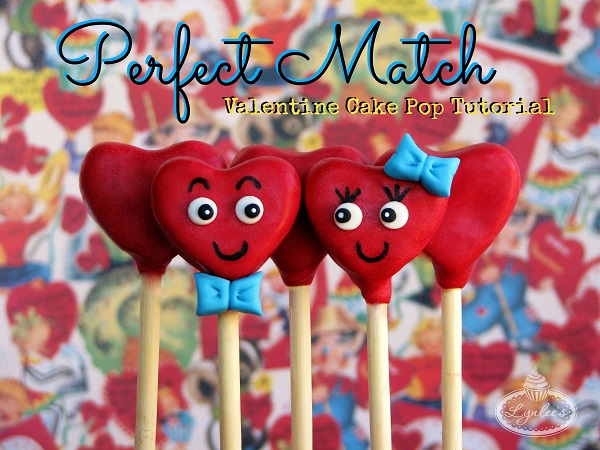 Perfect Match
Valentine Cake Pop Tutorial
Lynlee's